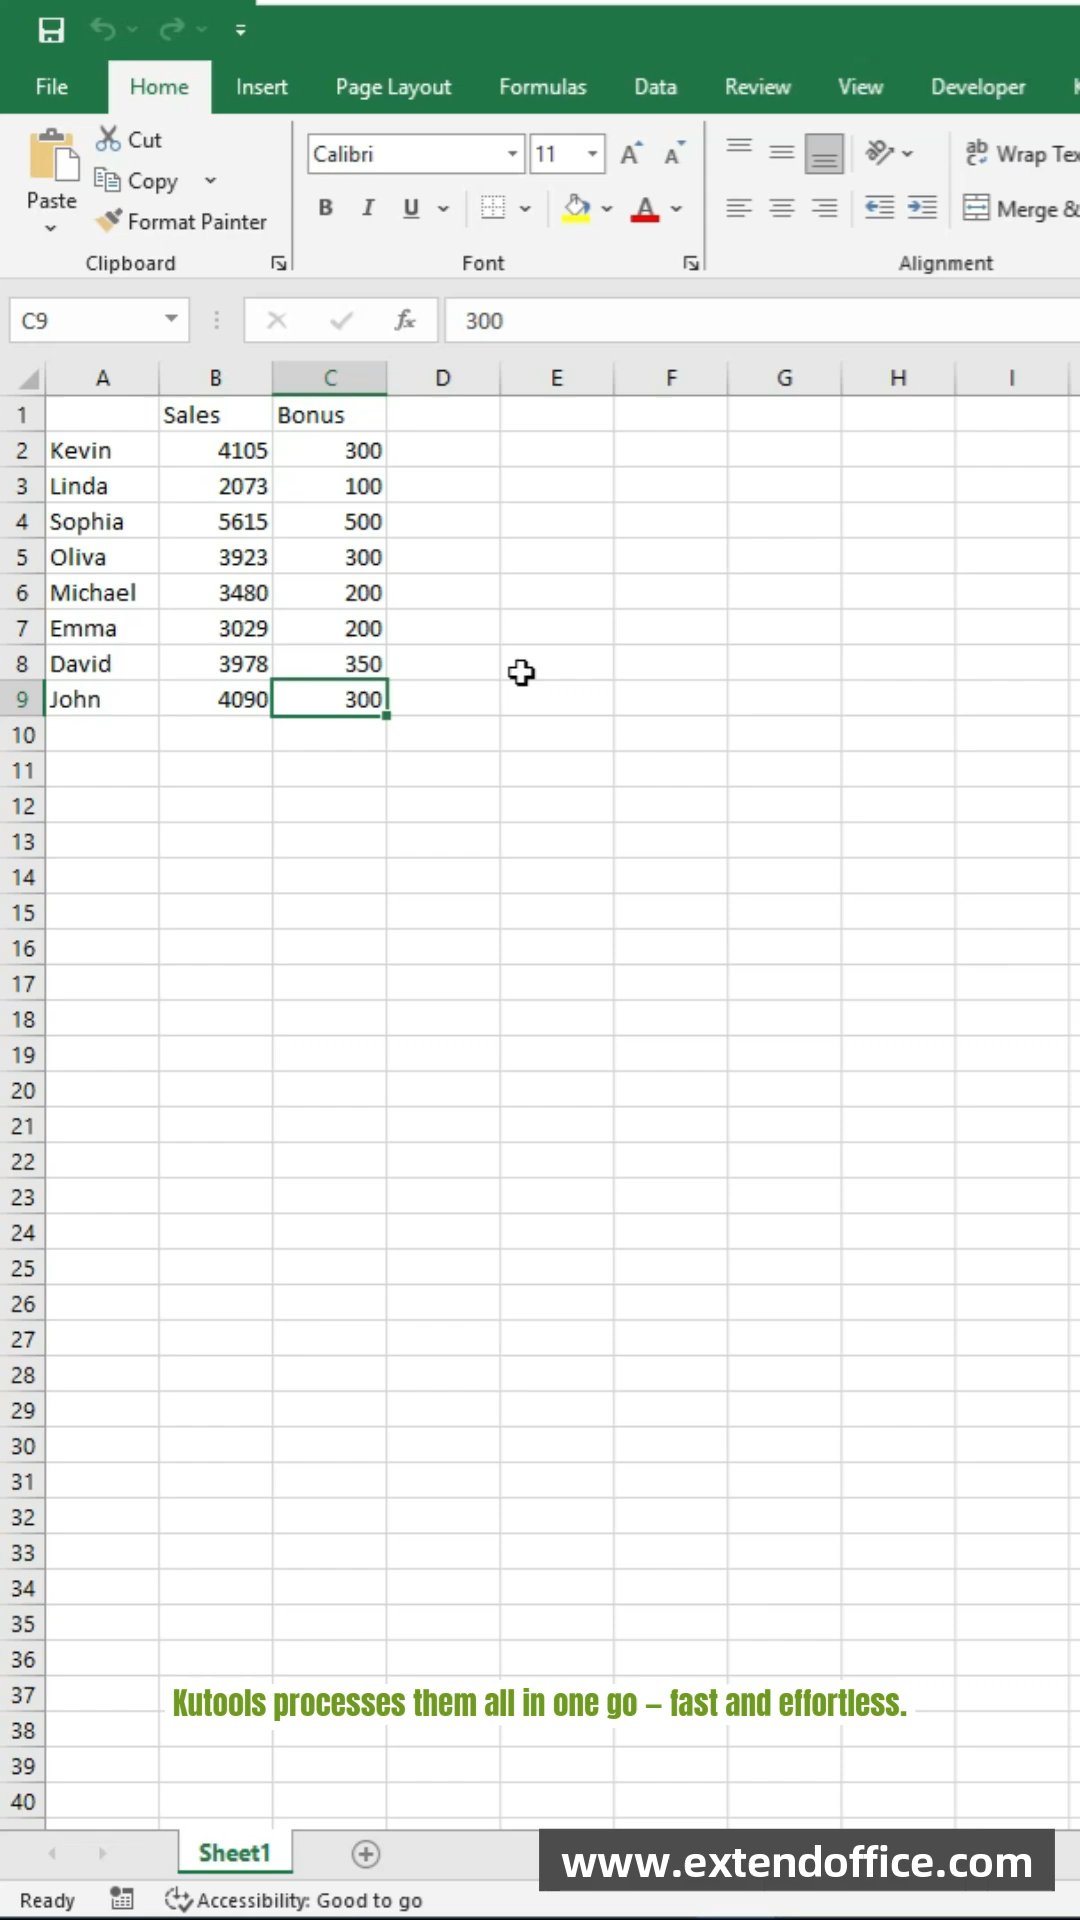 File Home Insert Page Layout Formulas Data Review View Developer
Cut
Calibri 11 Wrap Tex
Copy
Paste
Format Painter B I U Merge &
Clipboard Font Alignment
C9 fx 300
A B C D E F G H I
1 Sales Bonus
2 Kevin 4105 300
3 Linda 2073 100
4 Sophia 5615 500
5 Oliva 3923 300
6 Michael 3480 200
7 Emma 3029 200
8 David 3978 350
9 John 4090 300
10
11
12
13
14
15
16
17
18
19
20
21
22
23
24
25
26
27
28
29
30
31
32
33
34
35
36
37
Kutools processes them all in one go – fast and effortless.
38
39
40
Sheet1
www.extendoffice.com
Ready Accessibility: Good to go